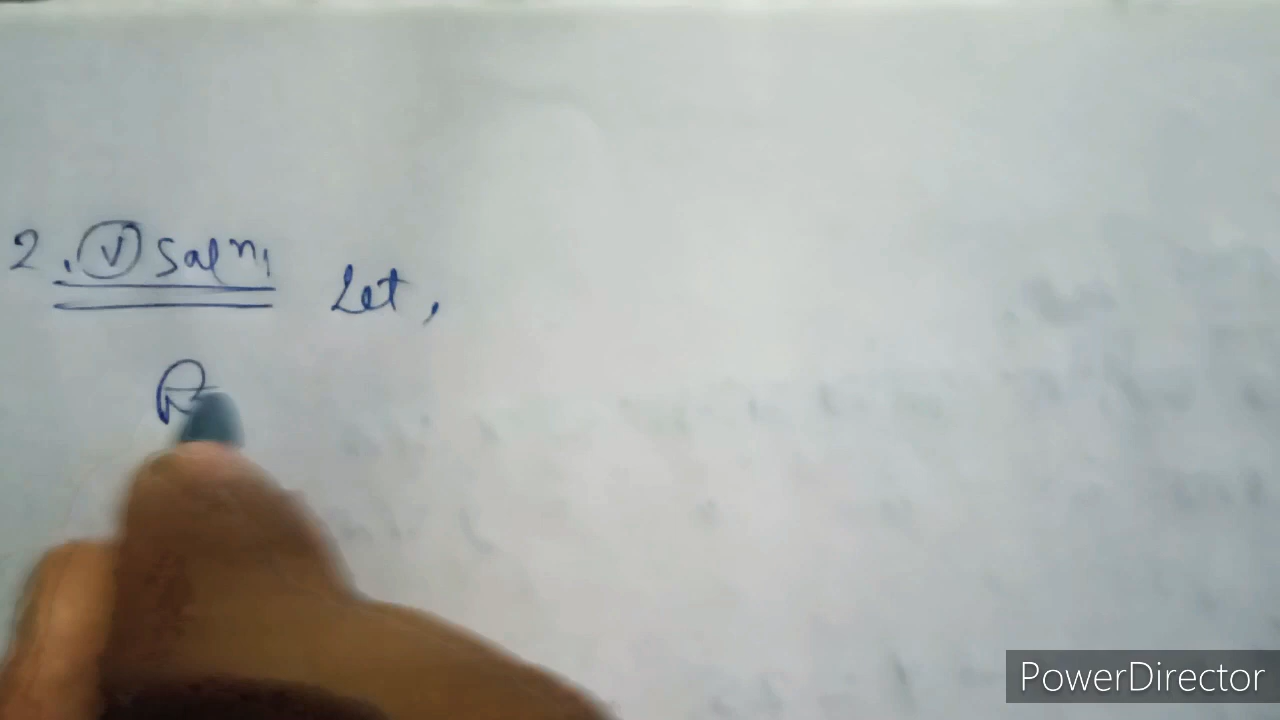 2. (v) Solⁿ, Let,
R
PowerDirector